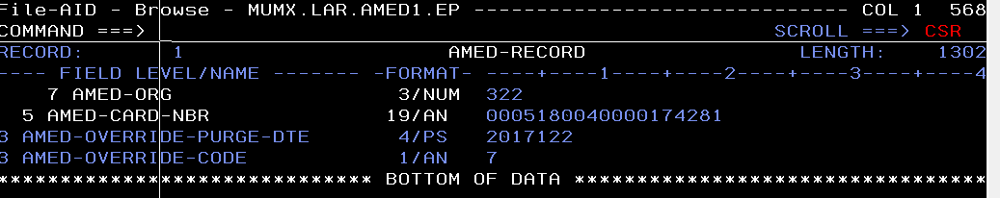 File-AID - Browse - MUMX.LAR.AMED1.EP ------------------------------ COL 1 568
COMMAND ===> SCROLL ===> CSR
RECORD: 1 AMED-RECORD LENGTH: 1302
---- FIELD LEVEL/NAME ------- -FORMAT- ----+----1----+----2----+----3----+----4
7 AMED-ORG 3/NUM 322
5 AMED-CARD-NBR 19/AN 0005180040000174281
3 AMED-OVERRIDE-PURGE-DTE 4/PS 2017122
3 AMED-OVERRIDE-CODE 1/AN 7
****************************** BOTTOM OF DATA *********************************